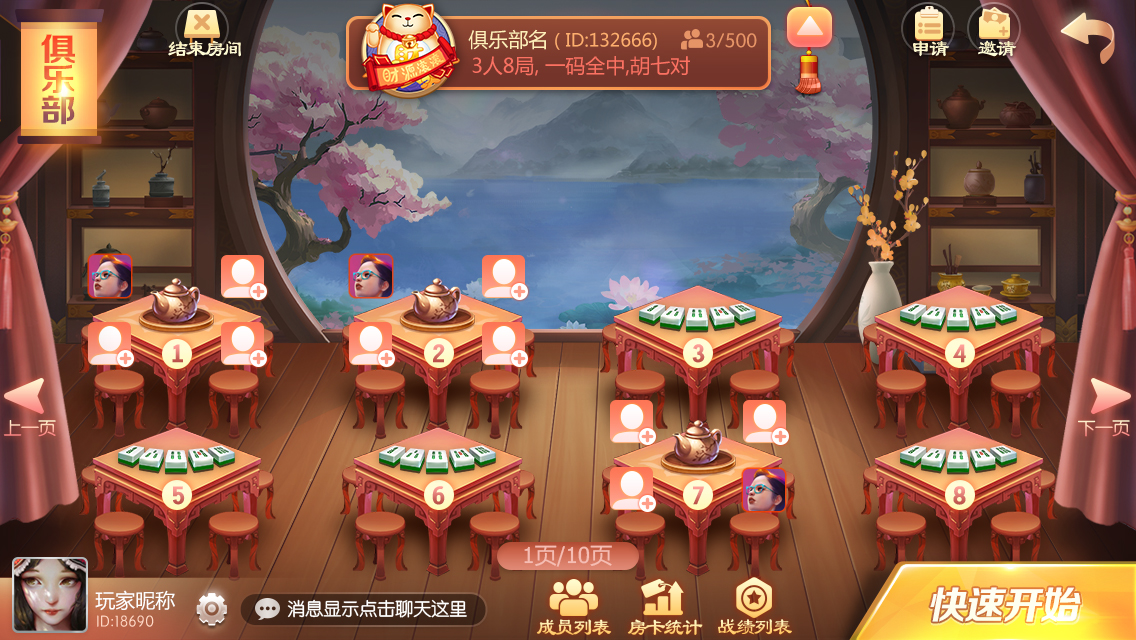 俱乐部
结束房间
财源滚滚
俱乐部名 ( ID:132666)
3/500
3人8局, 一码全中,胡七对
申请
邀请
1
2
3
4
上一页
下一页
5
6
7
8
1页/10页
玩家昵称
ID:18690
消息显示点击聊天这里
成员列表
房卡统计
战绩列表
快速开始